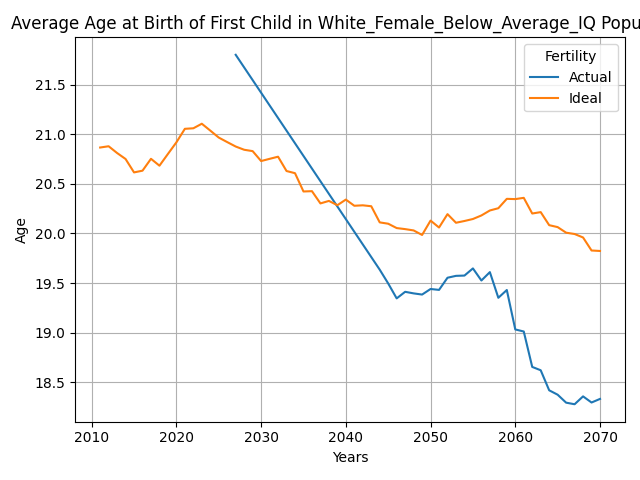 Average Age at Birth of First Child in White_Female_Below_Average_IQ Popu
Fertility
Actual
Ideal
21.5
21.0
20.5
20.0
19.5
19.0
18.5
Age
2010 2020 2030 2040 2050 2060 2070
Years